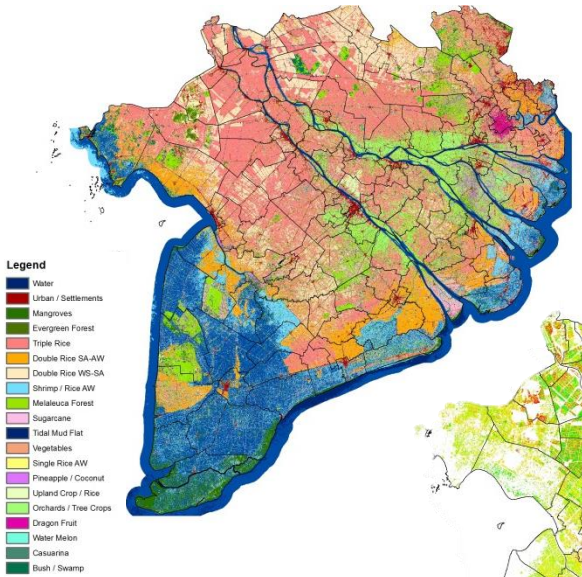 Legend
Water
Urban / Settlements
Mangroves
Evergreen Forest
Triple Rice
Double Rice SA-AW
Double Rice WS-SA
Shrimp / Rice AW
Melaleuca Forest
Sugarcane
Tidal Mud Flat
Vegetables
Single Rice AW
Pineapple / Coconut
Upland Crop / Rice
Orchards / Tree Crops
Dragon Fruit
Water Melon
Casuarina
Bush / Swamp